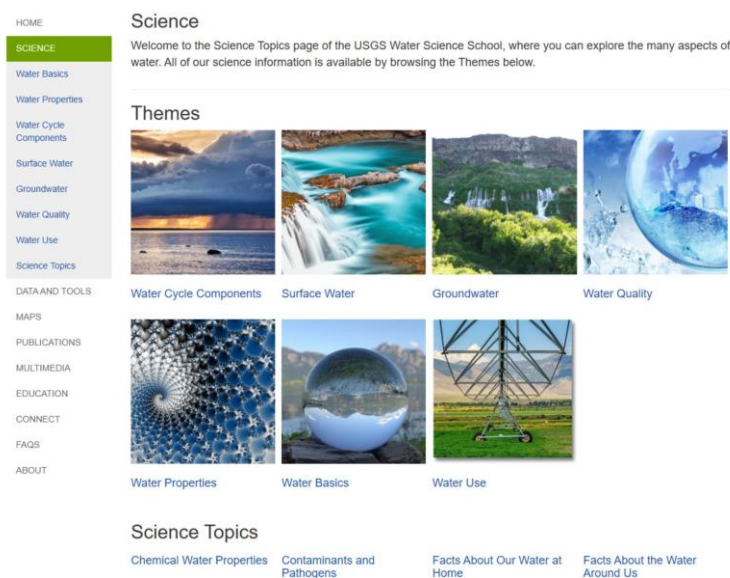 HOME
SCIENCE
Water Basics
Water Properties
Water Cycle
Components
Surface Water
Groundwater
Water Quality
Water Use
Science Topics
DATA AND TOOLS
MAPS
PUBLICATIONS
MULTIMEDIA
EDUCATION
CONNECT
FAQS
ABOUT
Science
Welcome to the Science Topics page of the USGS Water Science School, where you can explore the many aspects of
water. All of our science information is available by browsing the Themes below.
Themes
Water Cycle Components
Surface Water
Groundwater
Water Quality
Water Properties
Water Basics
Water Use
Science Topics
Chemical Water Properties
Contaminants and
Pathogens
Facts About Our Water at
Home
Facts About the Water
Around Us